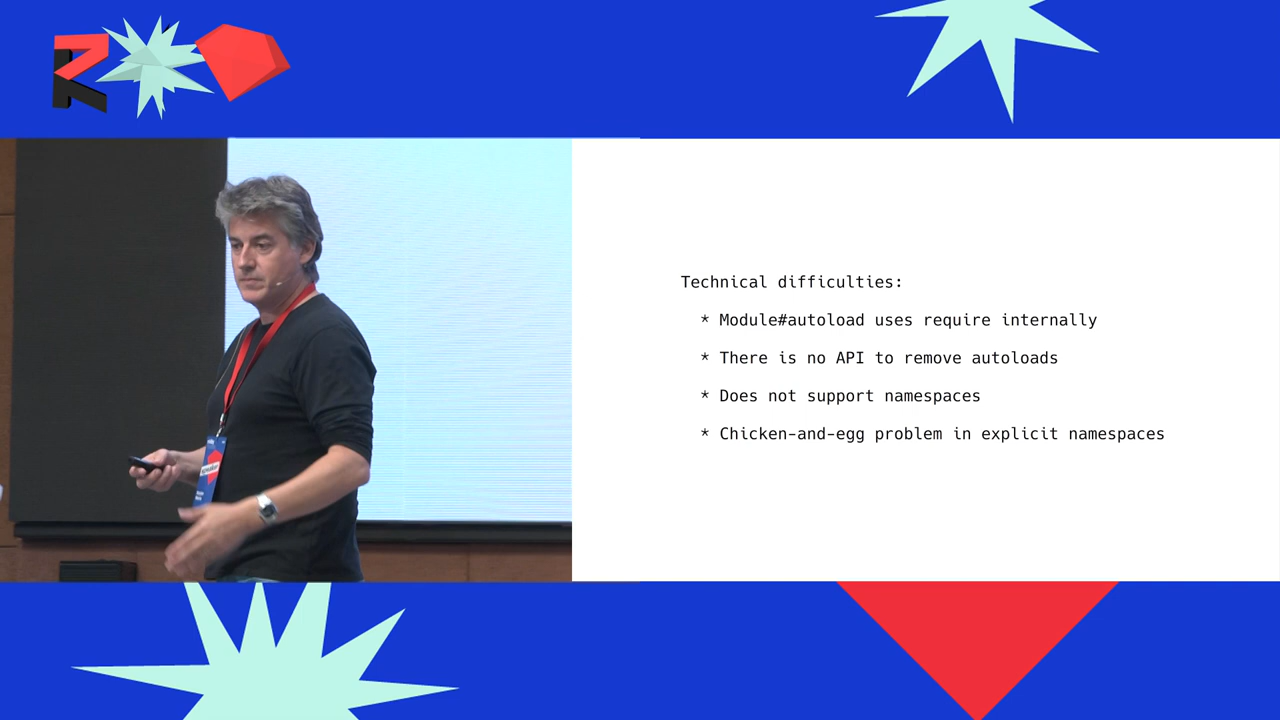 Technical difficulties:
* Module#autoload uses require internally
* There is no API to remove autoloads
* Does not support namespaces
* Chicken-and-egg problem in explicit namespaces